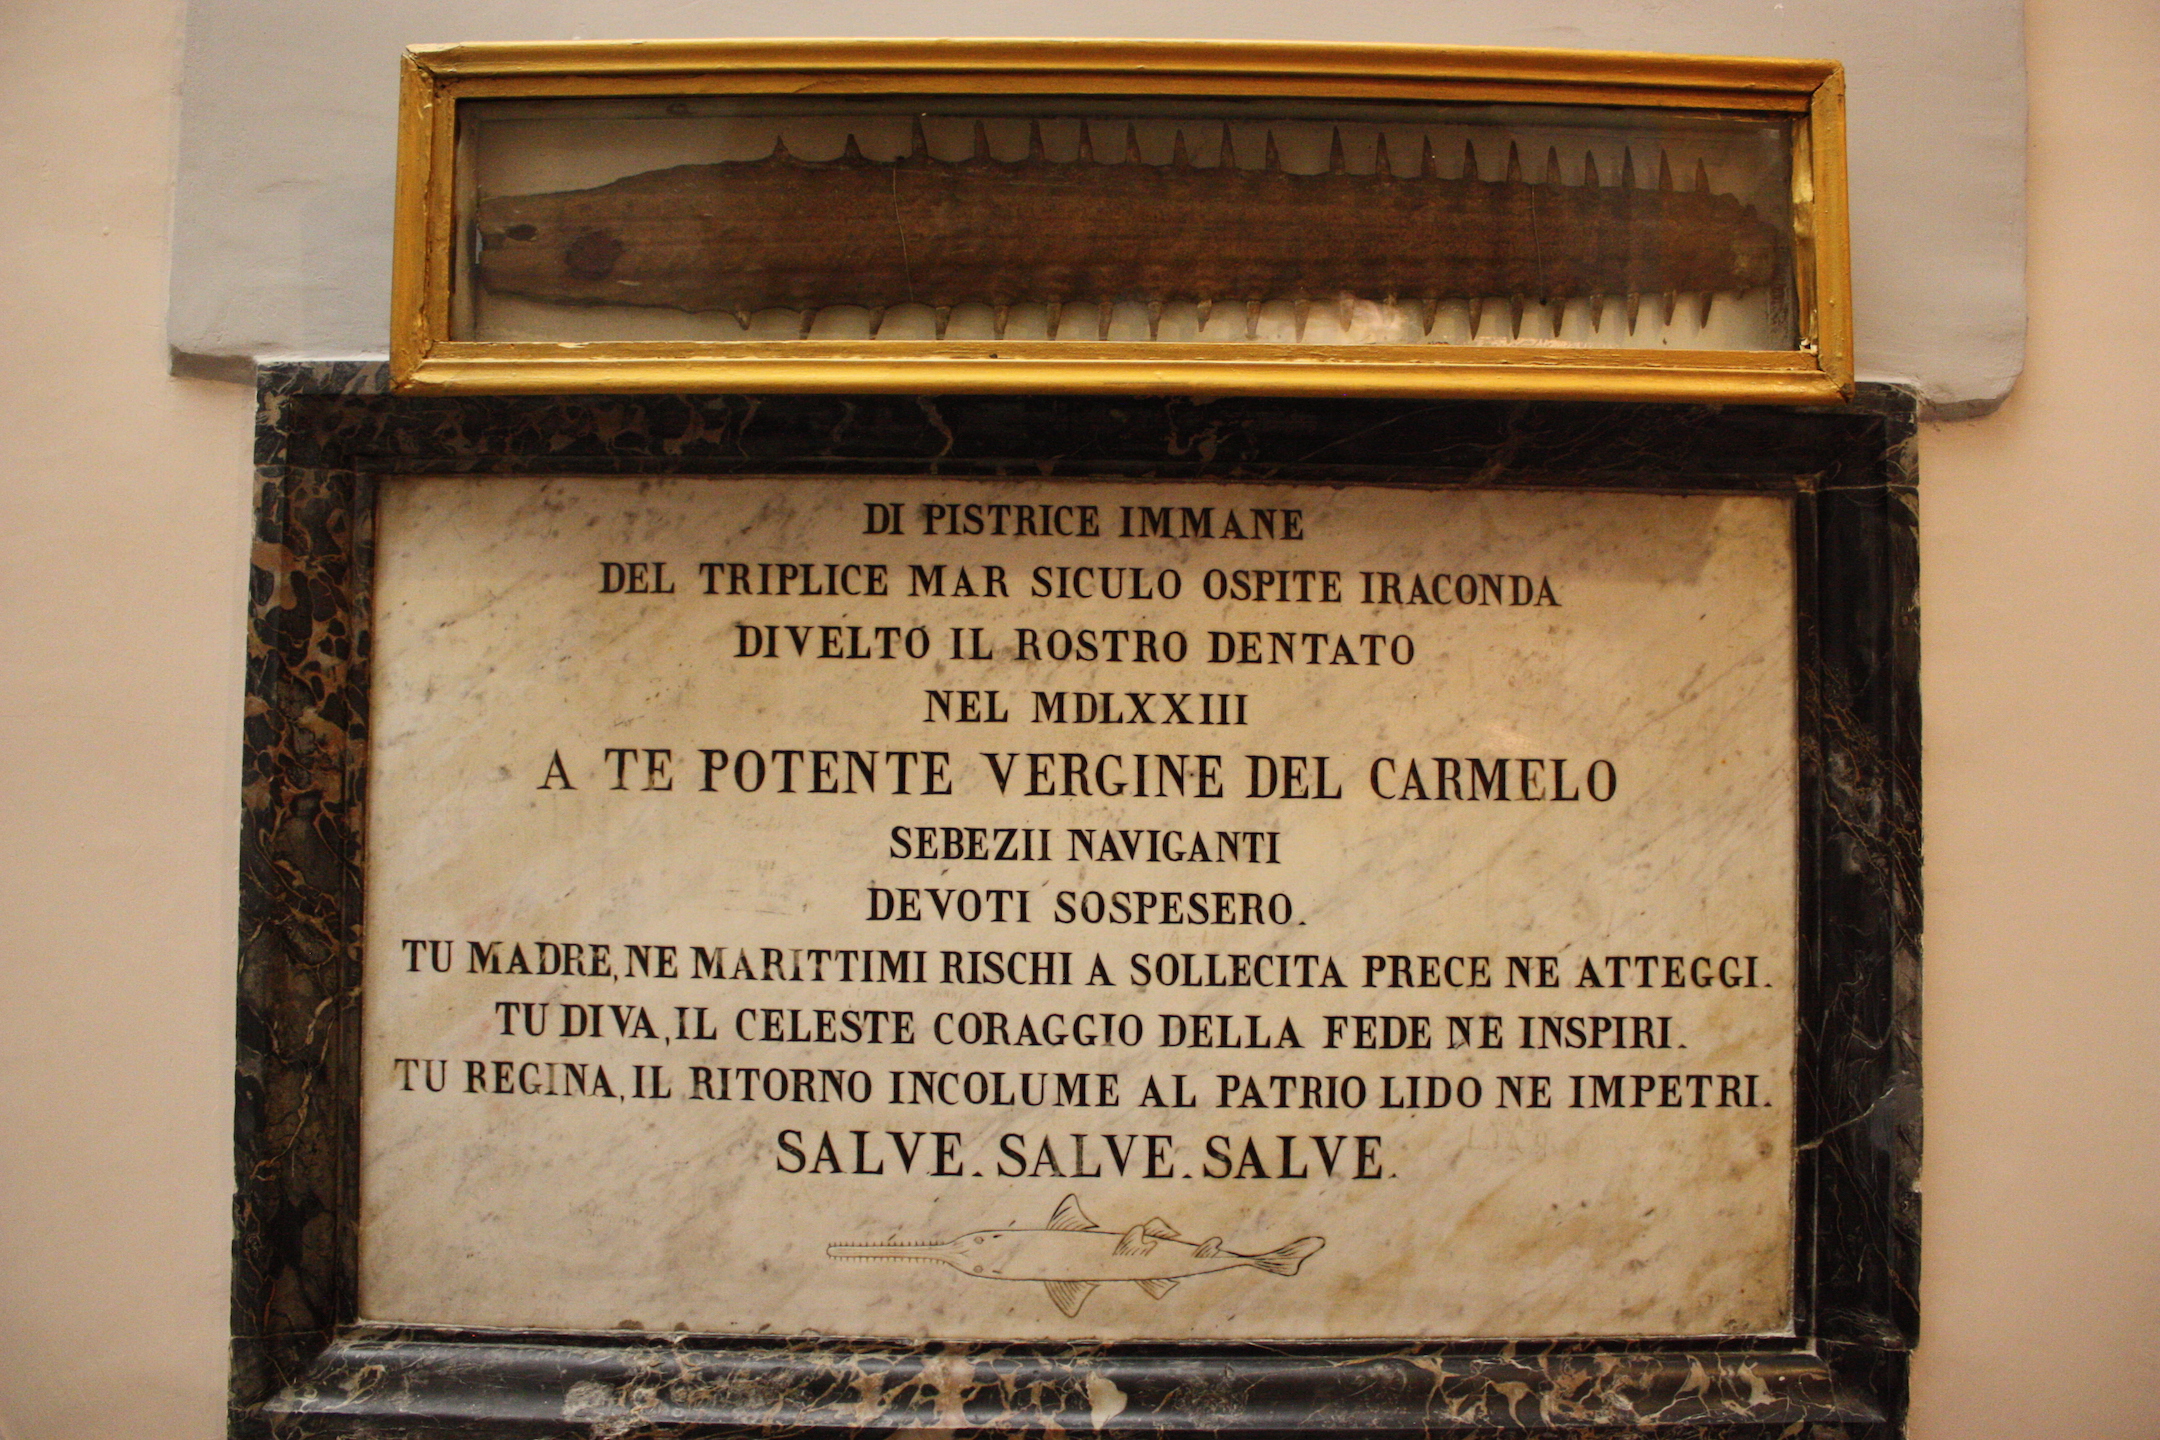 DI PISTRICE IMMANE
DEL TRIPLICE MAR SICULO OSPITE IRACONDA
DIVELTO IL ROSTRO DENTATO
NEL MDLXXIII
A TE POTENTE VERGINE DEL CARMELO
SEBEZII NAVIGANTI
DEVOTI SOSPESERO.
TU MADRE, NE MARITTIMI RISCHI A SOLLECITA PRECE NE ATTEGGI.
TU DIVA, IL CELESTE CORAGGIO DELLA FEDE NE INSPIRI.
TU REGINA, IL RITORNO INCOLUME AL PATRIO LIDO NE IMPETRI.
SALVE. SALVE. SALVE.